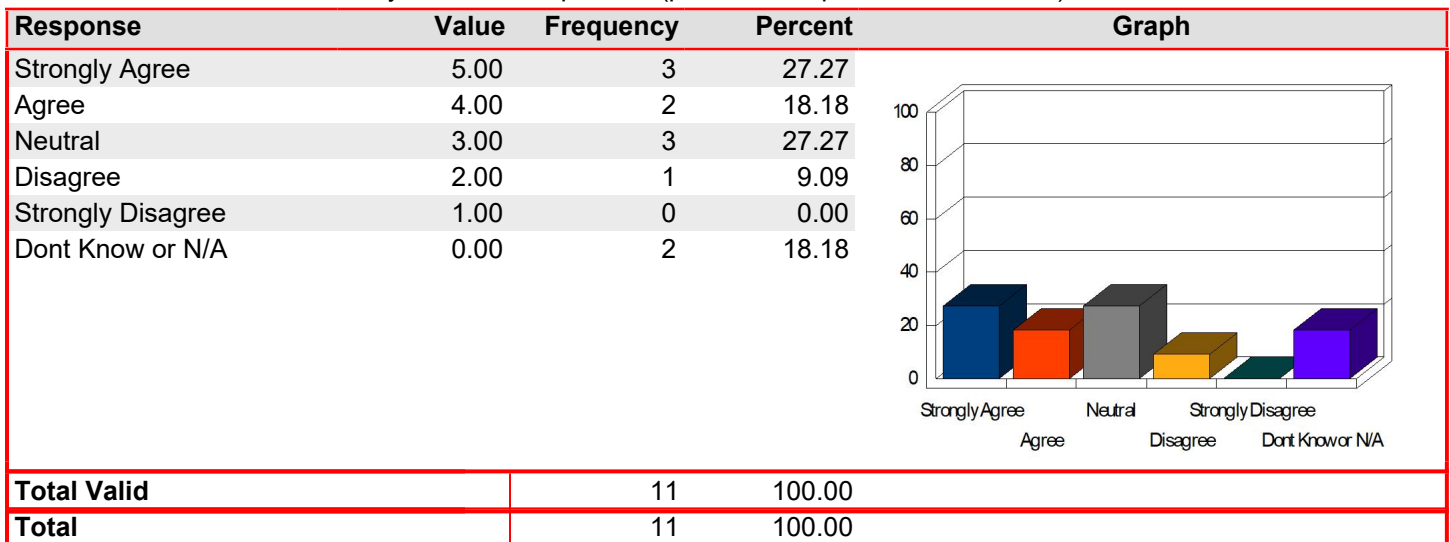 Response Value Frequency Percent Graph
Strongly Agree 5.00 3 27.27
Agree 4.00 2 18.18
Neutral 3.00 3 27.27
Disagree 2.00 1 9.09
Strongly Disagree 1.00 0 0.00
Dont Know or N/A 0.00 2 18.18
100
80
60
40
20
0
Strongly Agree Neutral Strongly Disagree
Agree Disagree Dont Know or N/A
Total Valid 11 100.00
Total 11 100.00